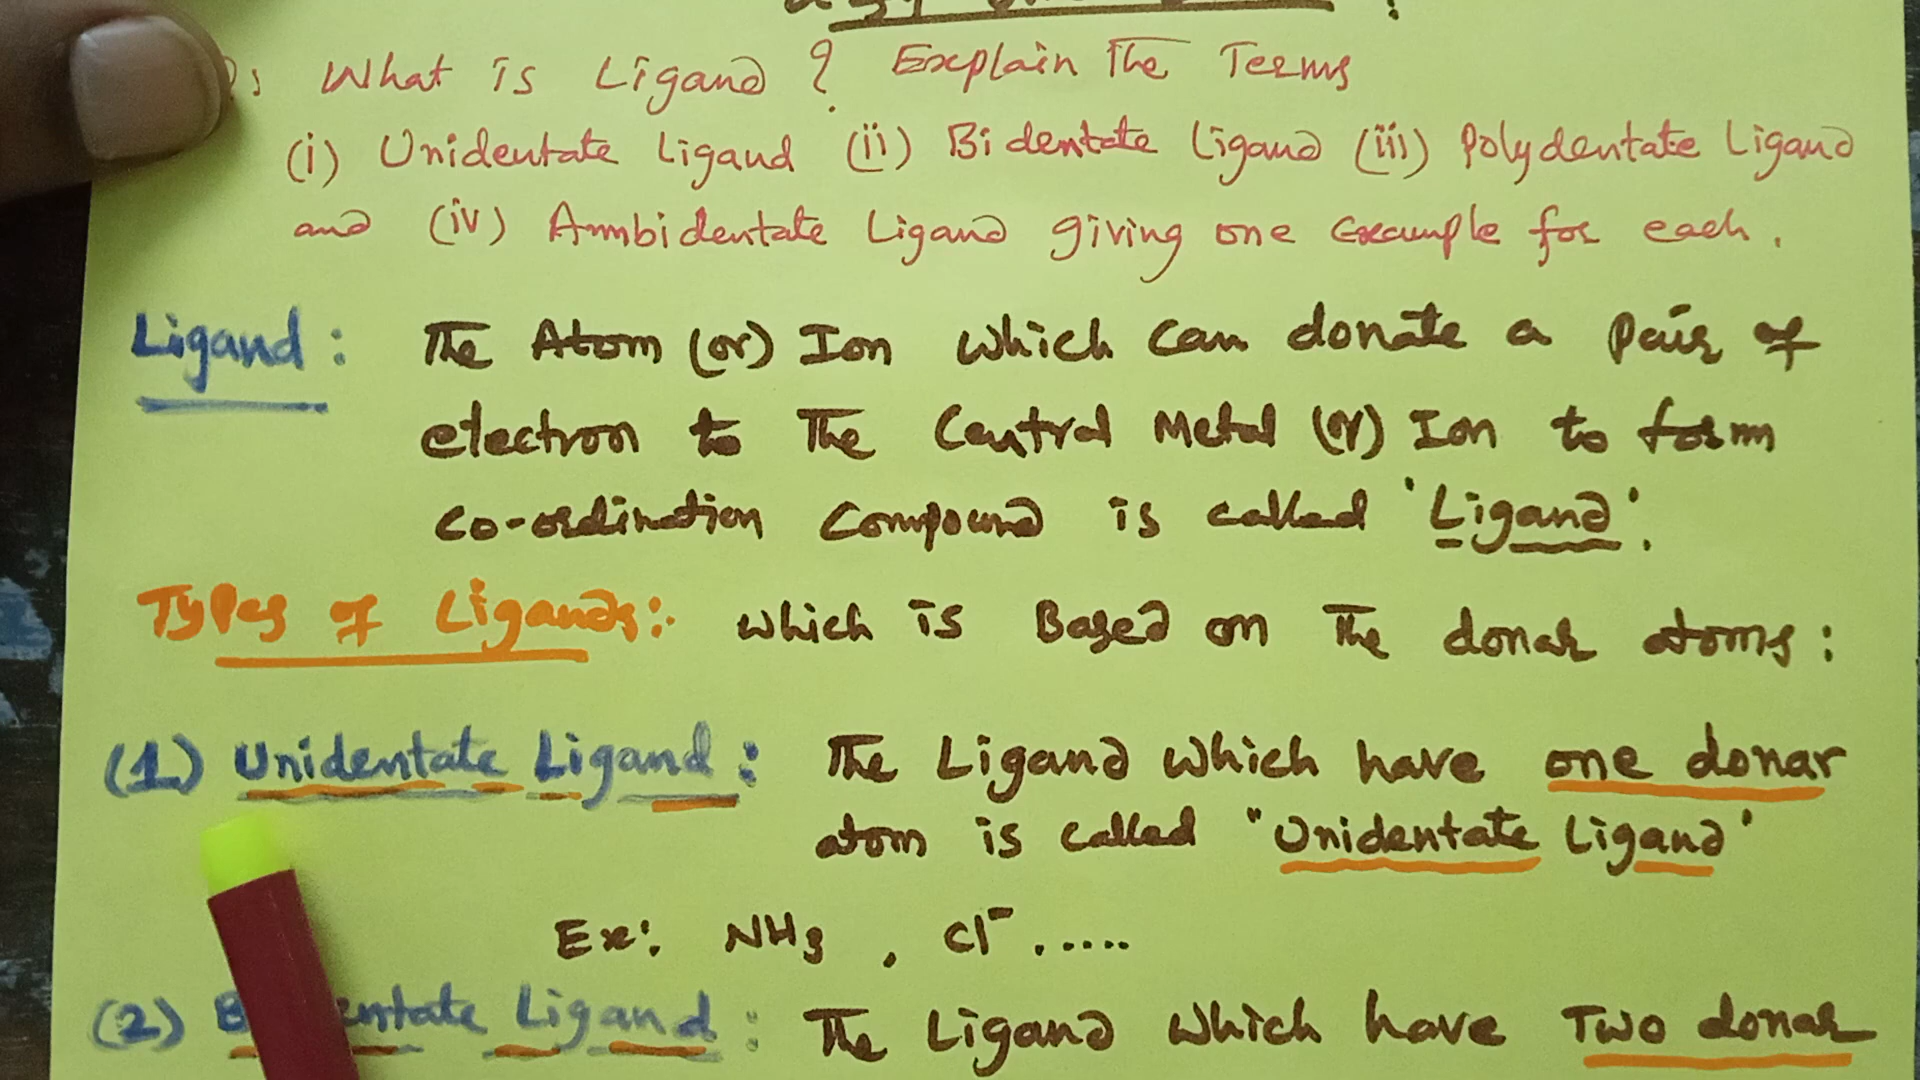 What is Ligand? Explain The Terms
(i) Unidentate Ligand (ii) Bidentate Ligand (iii) Polydentate Ligand
and (iv) Ambidentate Ligand giving one example for each.
Ligand: The Atom (or) Ion which can donate a pair of
electron to The Central Metal (or) Ion to form
co-ordination compound is called 'Ligand'.
Types of Ligands:- which is Based on The donar atoms:
(1) Unidentate Ligand: The Ligand which have one donar
atom is called "Unidentate Ligand'
Ex:. NH3, Cl⁻.....
(2) Ligand: The Ligand which have Two donar